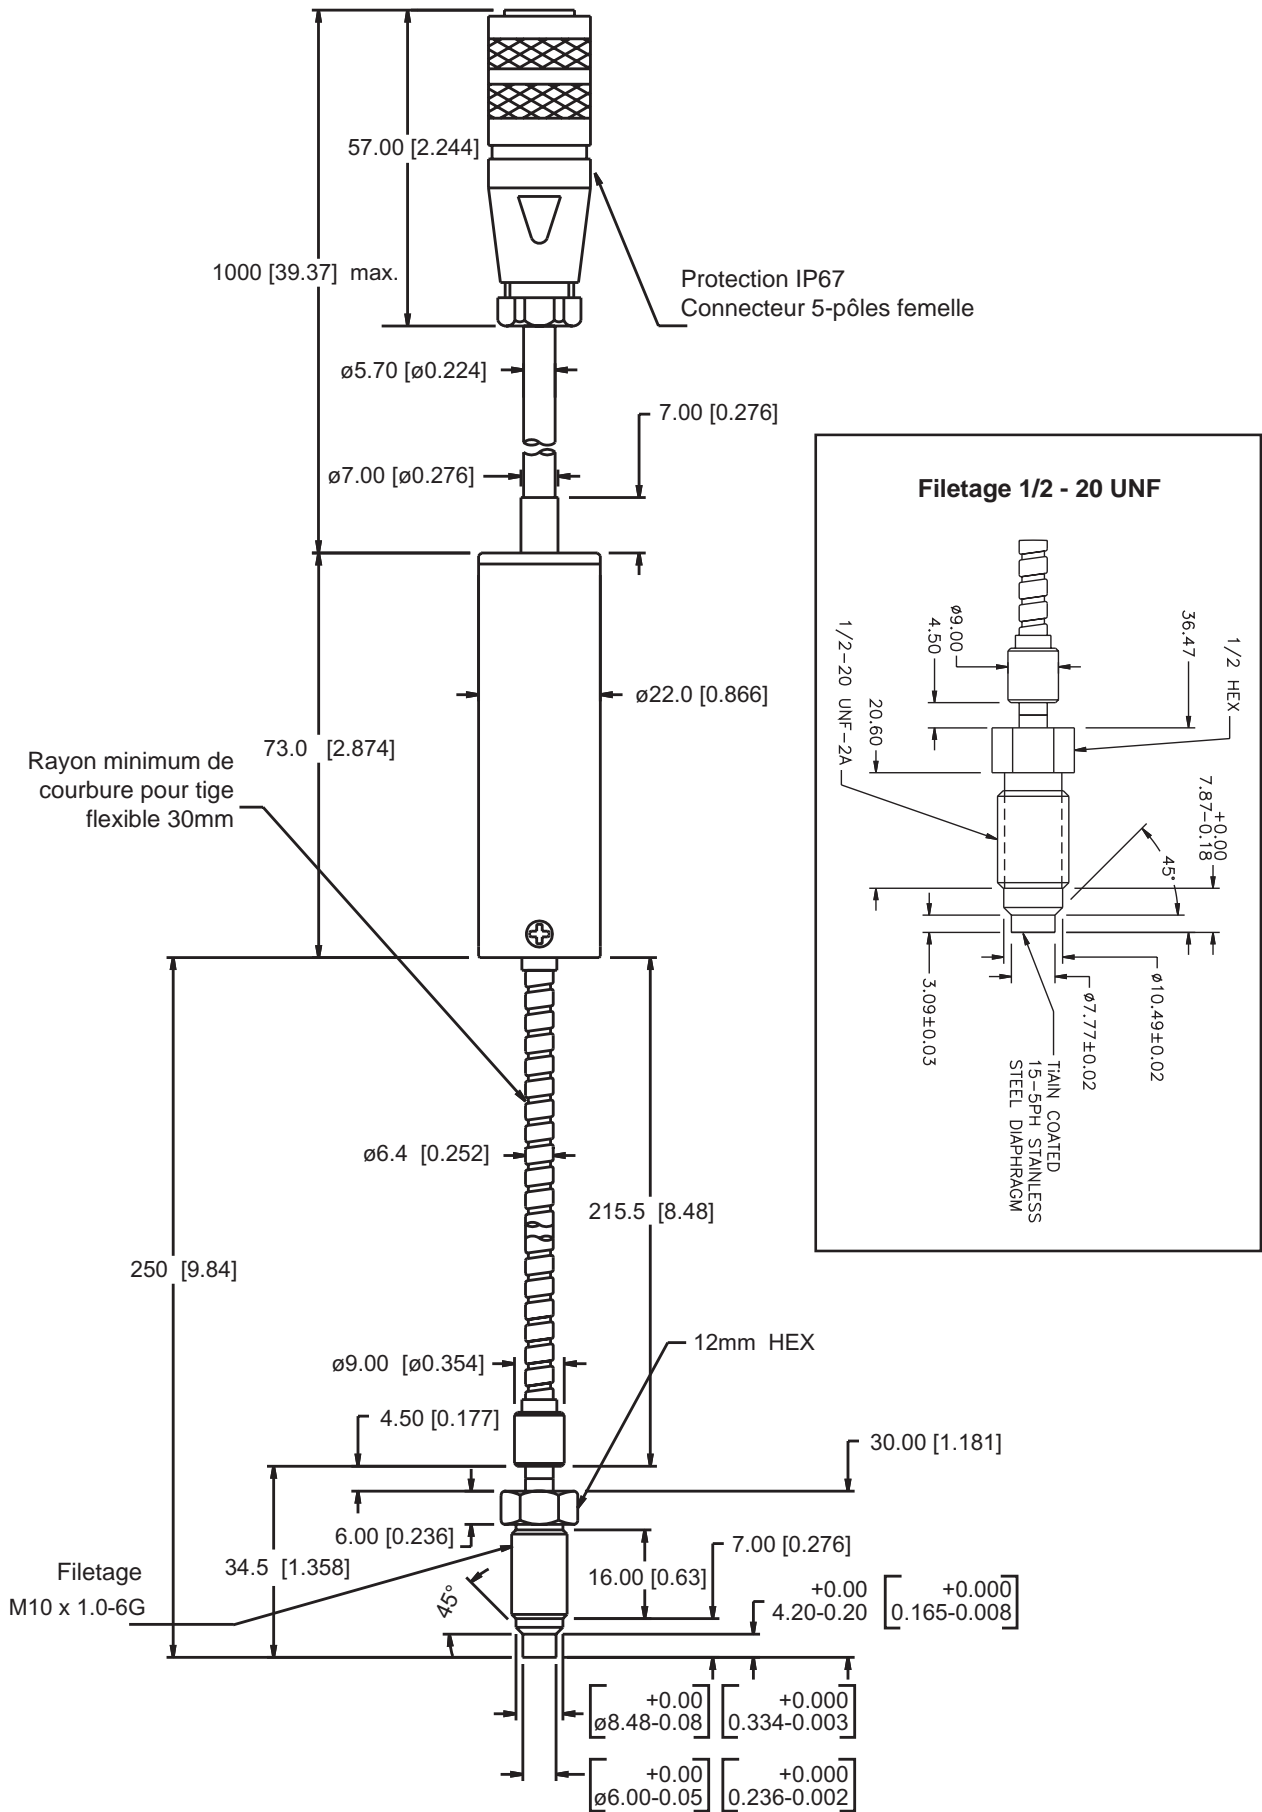 57.00 [2.244]
1000 [39.37] max.
Protection IP67
Connecteur 5-pôles femelle
ø5.70 [ø0.224]
7.00 [0.276]
ø7.00 [ø0.276]
ø22.0 [0.866]
73.0 [2.874]
Rayon minimum de
courbure pour tige
flexible 30mm
ø6.4 [0.252]
215.5 [8.48]
250 [9.84]
12mm HEX
ø9.00 [ø0.354]
4.50 [0.177]
30.00 [1.181]
6.00 [0.236]
7.00 [0.276]
34.5 [1.358]
16.00 [0.63]
Filetage
M10 x 1.0-6G
45°
+0.00
4.20-0.20
+0.000
0.165-0.008
+0.00
ø8.48-0.08
+0.000
0.334-0.003
+0.00
ø6.00-0.05
+0.000
0.236-0.002
Filetage 1/2 - 20 UNF
1/2 HEX
36.47
ø9.00
4.50
1/2-20 UNF-2A
20.60
+0.00
7.87-0.18
45°
3.09±0.03
ø10.49±0.02
ø7.77±0.02
TiAlN COATED
15-5PH STAINLESS
STEEL DIAPHRAGM